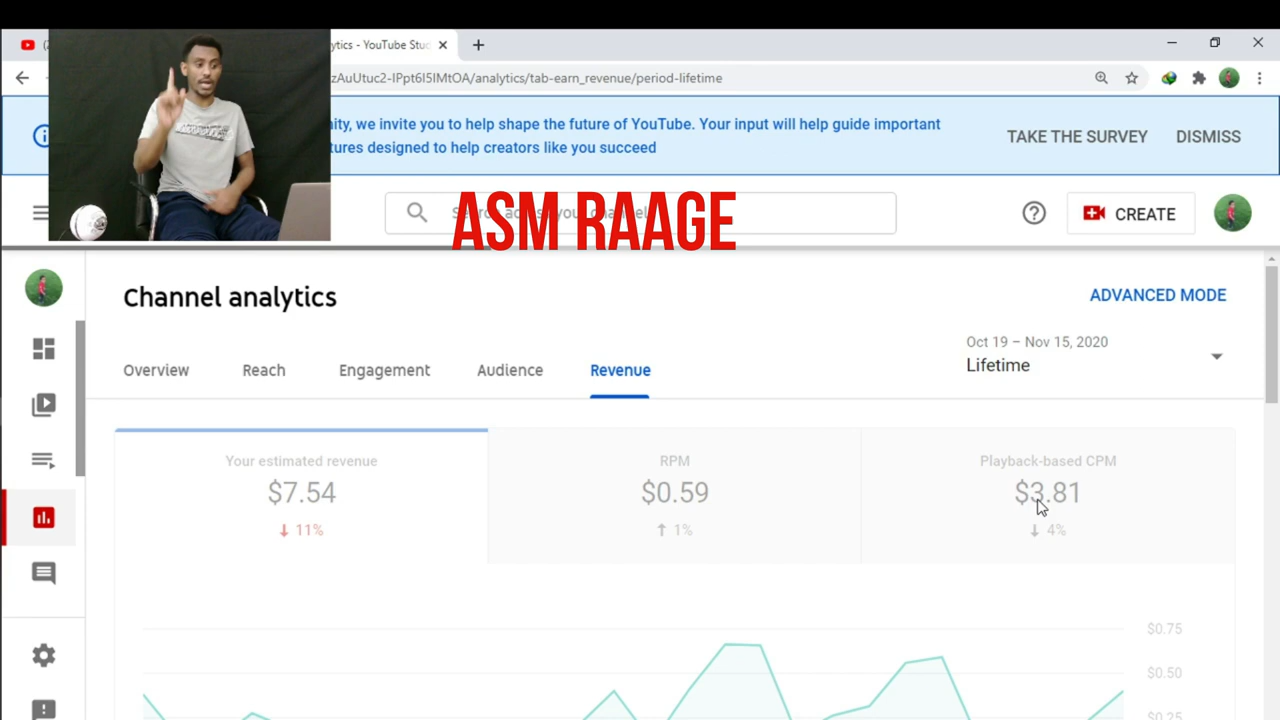 ytics - YouTube Stu
zAuUtuc2-IPpt6I5IMtOA/analytics/tab-earn_revenue/period-lifetime
nity, we invite you to help shape the future of YouTube. Your input will help guide important
tures designed to help creators like you succeed
TAKE THE SURVEY
DISMISS
ASM RAAGE
CREATE
Channel analytics
ADVANCED MODE
Oct 19 – Nov 15, 2020
Lifetime
Overview
Reach
Engagement
Audience
Revenue
Your estimated revenue
$7.54
11%
RPM
$0.59
1%
Playback-based CPM
$3.81
4%
$0.75
$0.50
$0.25